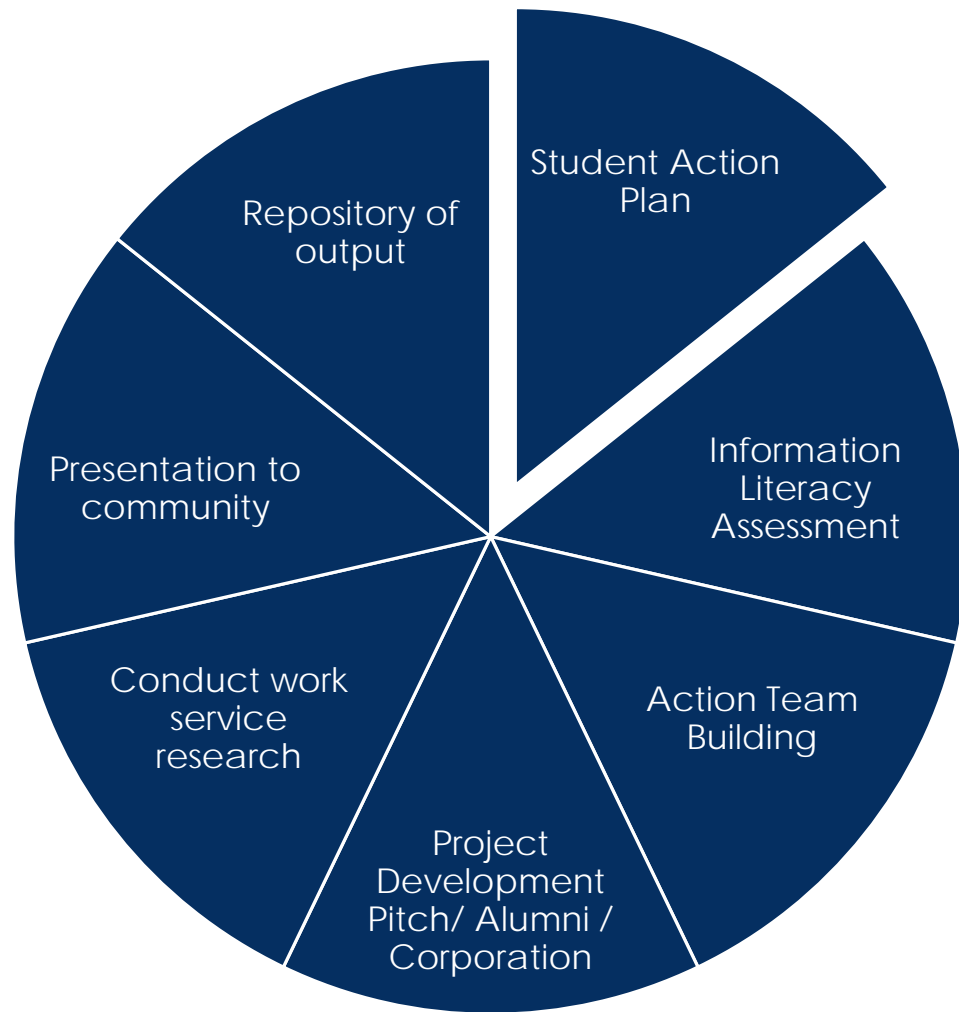 Student Action
Plan
Information
Literacy
Assessment
Action Team
Building
Project
Development
Pitch/ Alumni /
Corporation
Conduct work
service
research
Presentation to
community
Repository of
output